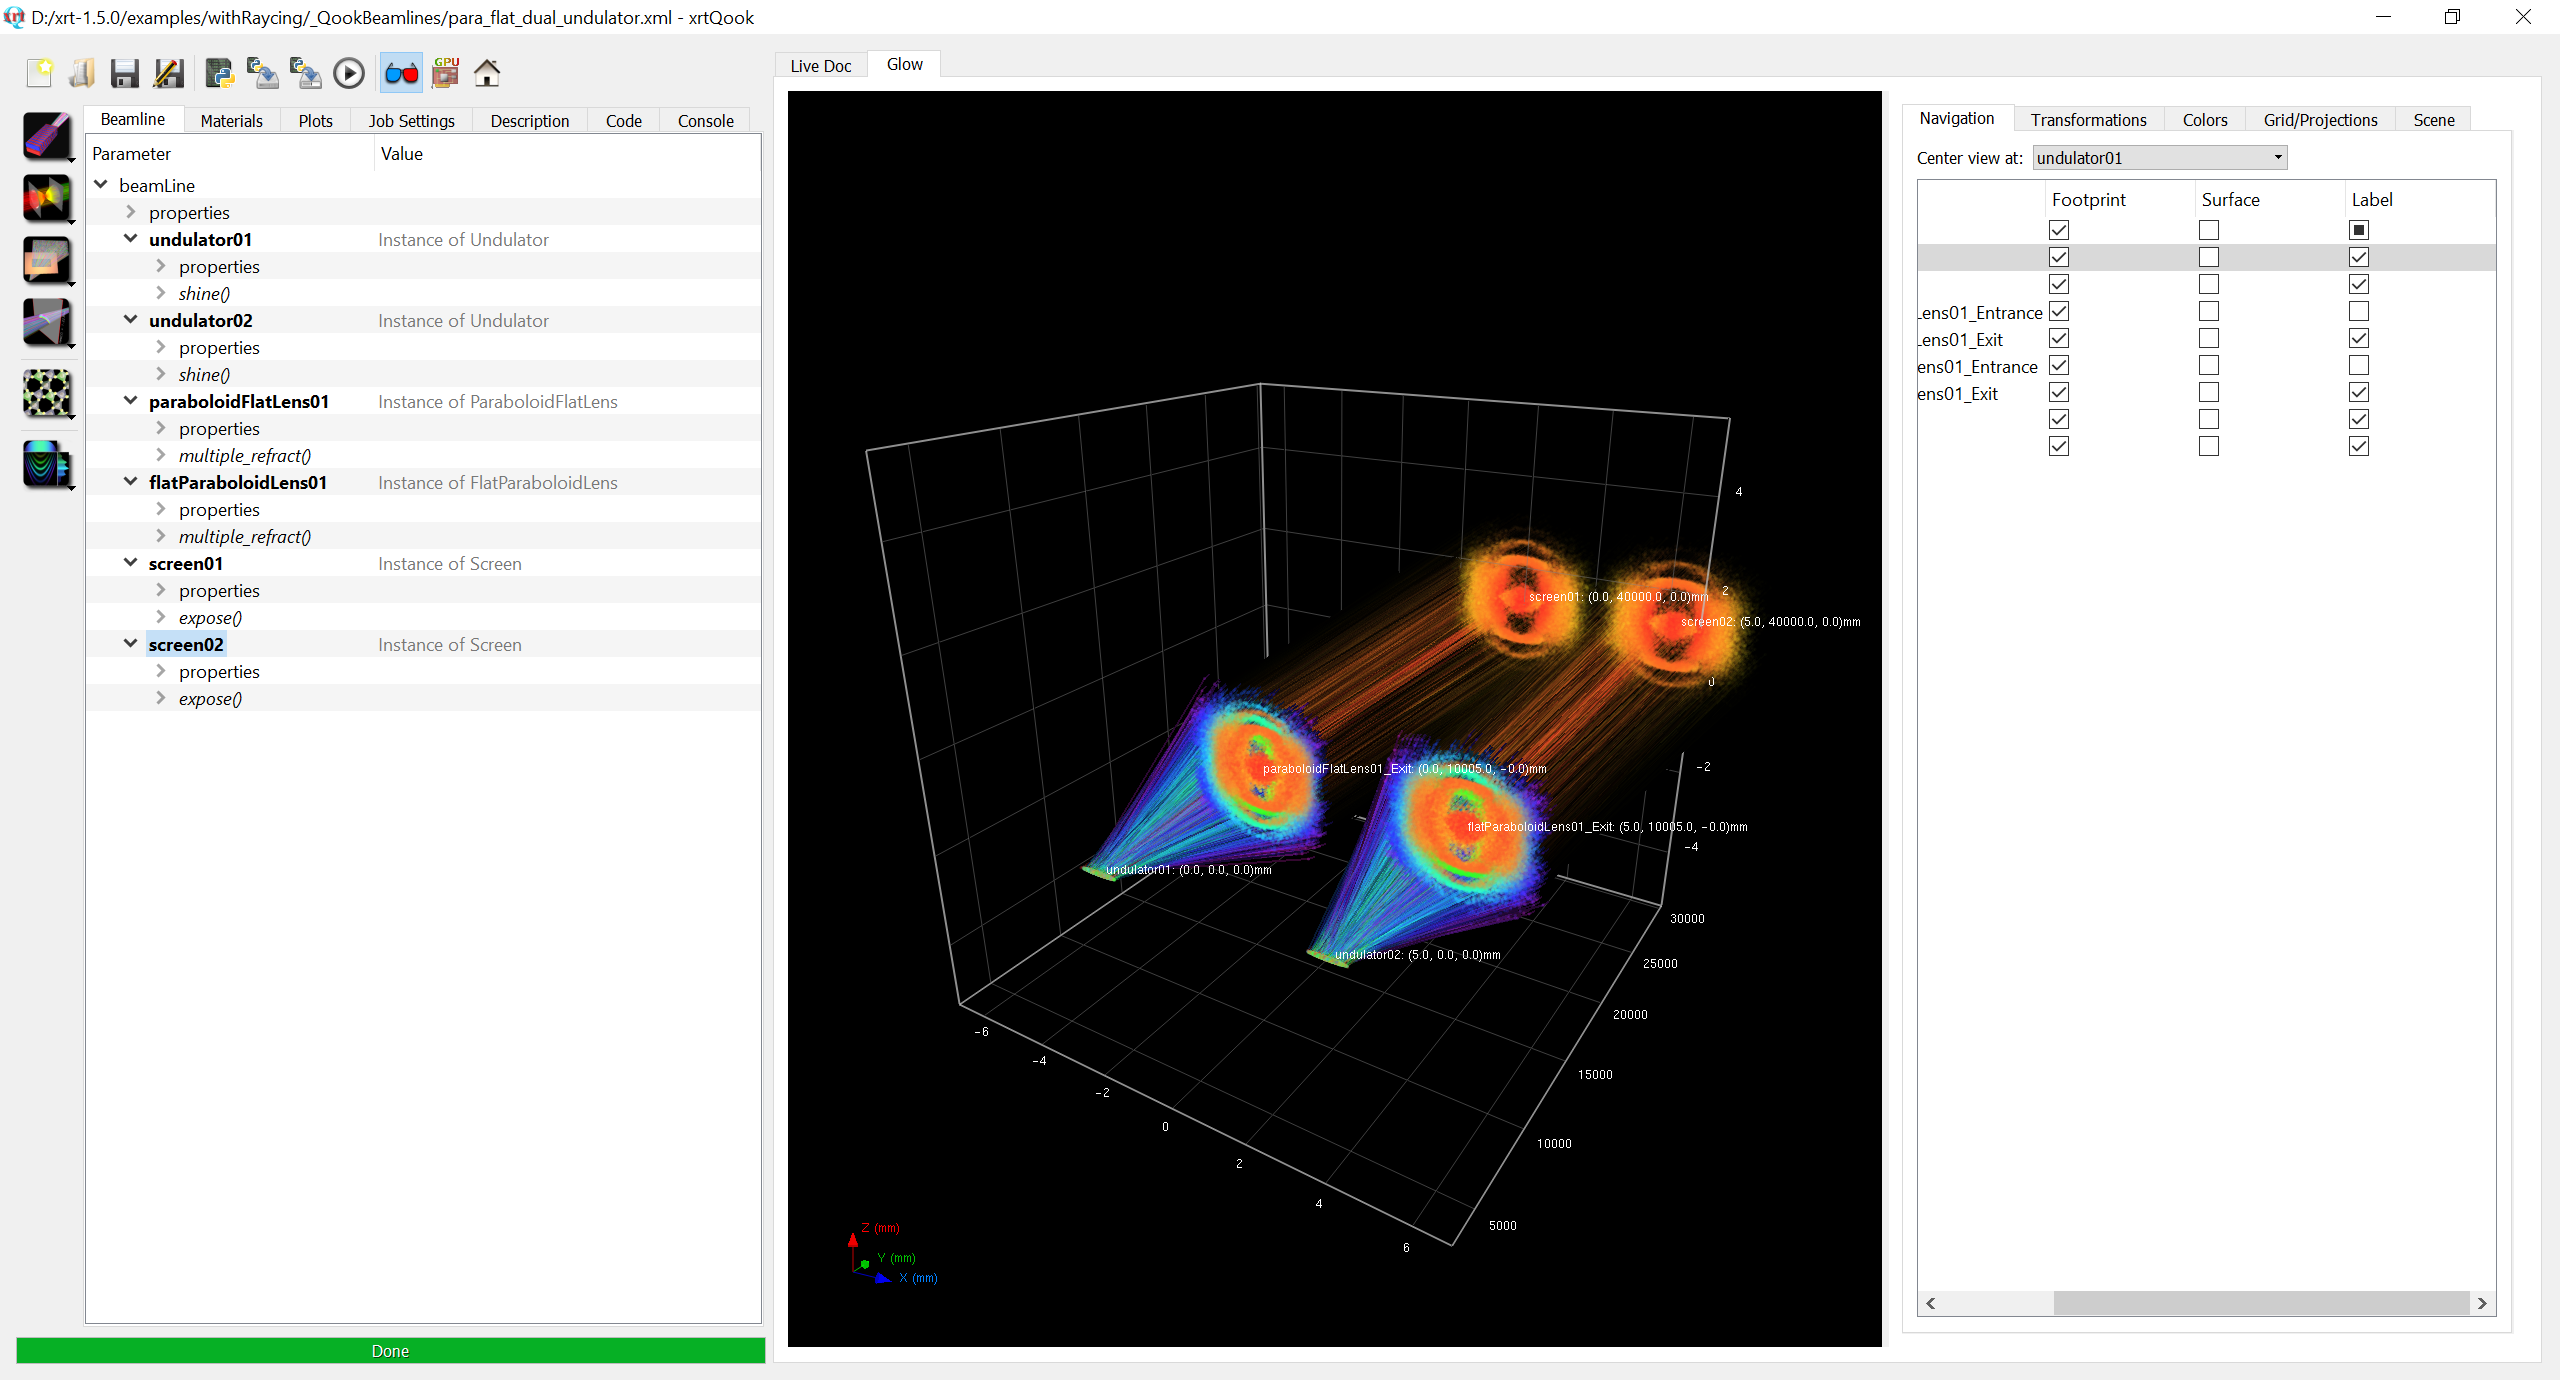 D:/xrt-1.5.0/examples/withRaycing/_QookBeamlines/para_flat_dual_undulator.xml - xrtQook
GPU
Live Doc Glow
Beamline Materials Plots Job Settings Description Code Console
Parameter Value
beamLine
properties
undulator01 Instance of Undulator
properties
shine()
undulator02 Instance of Undulator
properties
shine()
paraboloidFlatLens01 Instance of ParaboloidFlatLens
properties
multiple_refract()
flatParaboloidLens01 Instance of FlatParaboloidLens
properties
multiple_refract()
screen01 Instance of Screen
properties
expose()
screen02 Instance of Screen
properties
expose()
Done
4
2
screen01: (0.0, 40000.0, 0.0)mm
screen02: (5.0, 40000.0, 0.0)mm
0
-2
paraboloidFlatLens01_Exit: (0.0, 10005.0, -0.0)mm
flatParaboloidLens01_Exit: (5.0, 10005.0, -0.0)mm
-4
undulator01: (0.0, 0.0, 0.0)mm
undulator02: (5.0, 0.0, 0.0)mm
30000
25000
20000
15000
10000
5000
-6
-4
-2
0
2
4
6
Z (mm)
Y (mm)
X (mm)
Navigation Transformations Colors Grid/Projections Scene
Center view at: undulator01
Footprint Surface Label
Lens01_Entrance
Lens01_Exit
ens01_Entrance
ens01_Exit